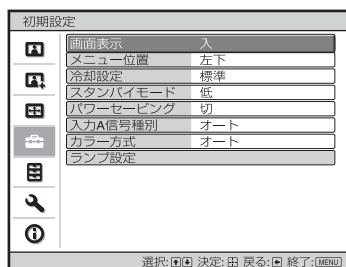 初期設定
画面表示 入
メニュー位置 左下
冷却設定 標準
スタンバイモード 低
パワーセービング 切
入力A信号種別 オート
カラー方式 オート
ランプ設定
選択: 決定: 戻る: 終了:MENU